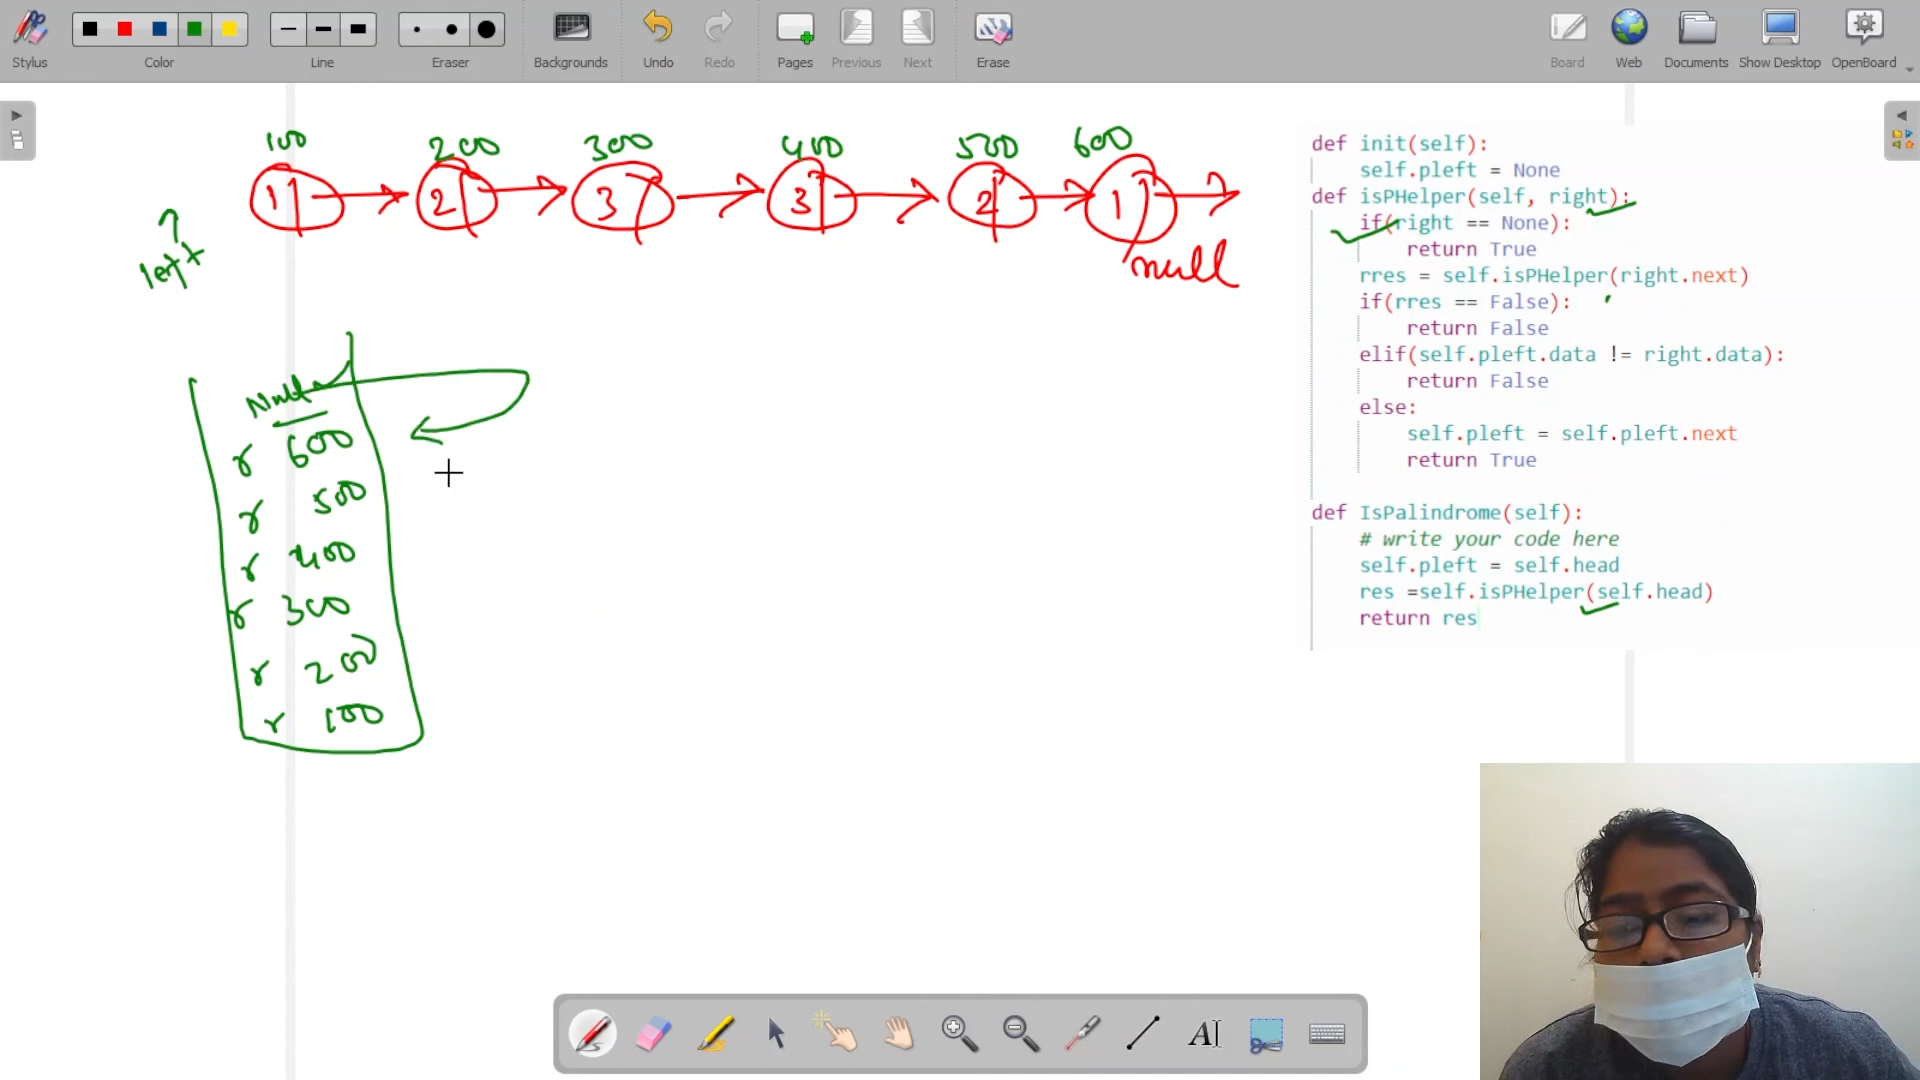 Stylus
Color
Line
Eraser
Backgrounds
Undo
Redo
Pages
Previous
Next
Erase
Board
Web
Documents
Show Desktop
OpenBoard
100 200 300 400 500 600
1 2 3 3 2 1
null
left
Null
r 600
r 500
r 400
r 300
r 200
r 100
def init(self):
self.pleft = None
def isPHelper(self, right):
if(right == None):
return True
rres = self.isPHelper(right.next)
if(rres == False):
return False
elif(self.pleft.data != right.data):
return False
else:
self.pleft = self.pleft.next
return True
def IsPalindrome(self):
# write your code here
self.pleft = self.head
res =self.isPHelper(self.head)
return res